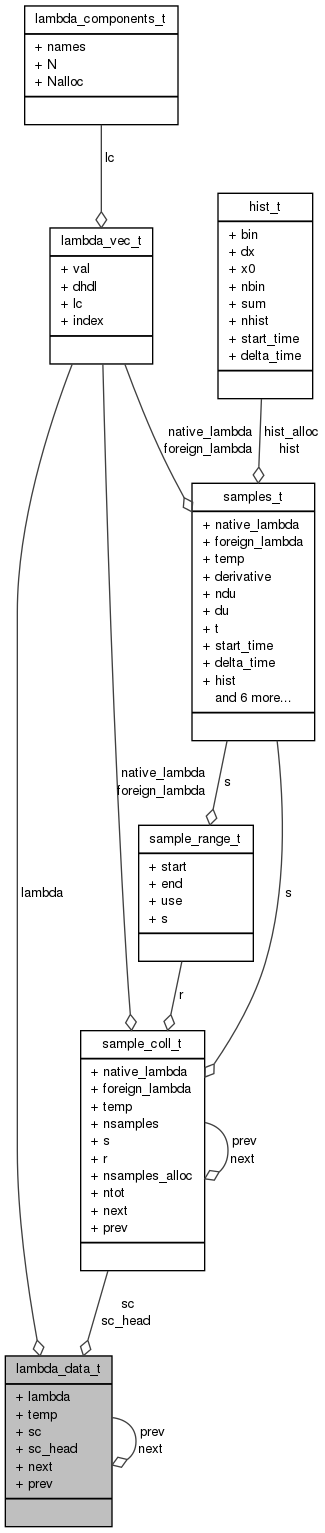 lambda_components_t
+ names
+ N
+ Nalloc
lc
lambda_vec_t
+ val
+ dhdl
+ lc
+ index
hist_t
+ bin
+ dx
+ x0
+ nbin
+ sum
+ nhist
+ start_time
+ delta_time
native_lambda
foreign_lambda
hist_alloc
hist
samples_t
+ native_lambda
+ foreign_lambda
+ temp
+ derivative
+ ndu
+ du
+ t
+ start_time
+ delta_time
+ hist
and 6 more...
native_lambda
foreign_lambda
s
sample_range_t
+ start
+ end
+ use
+ s
lambda
s
r
sample_coll_t
+ native_lambda
+ foreign_lambda
+ temp
+ nsamples
+ s
+ r
+ nsamples_alloc
+ ntot
+ next
+ prev
prev
next
sc
sc_head
lambda_data_t
+ lambda
+ temp
+ sc
+ sc_head
+ next
+ prev
prev
next